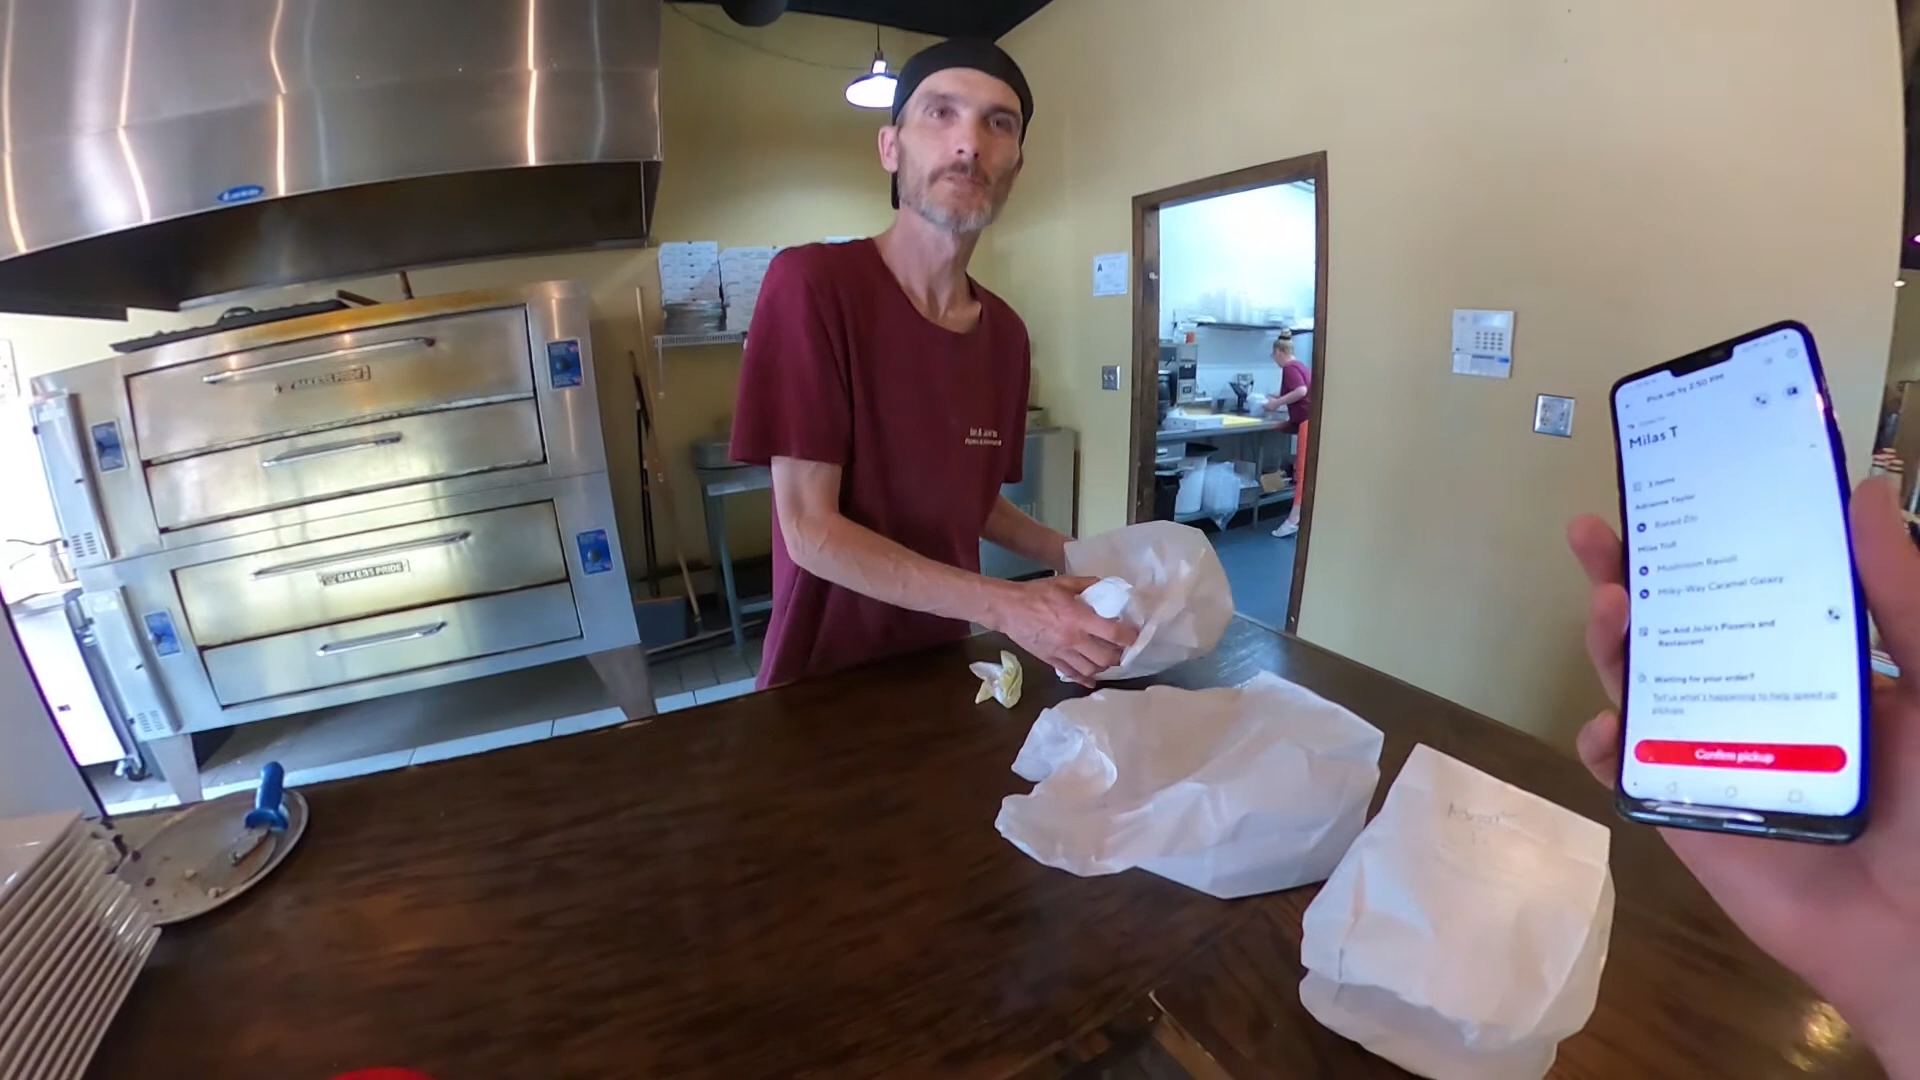 BAKERS PRIDE
BAKERS PRIDE
A
Pick up by 2:50 PM
Milas T
3 items
Adrianne Taylor
Baked Ziti
Milas Trull
Mushroom Ravioli
Milky-Way Caramel Galaxy
Ian And JoJo's Pizzeria and
Restaurant
Waiting for your order?
Tell us what's happening to help speed up
pickups
Confirm pickup